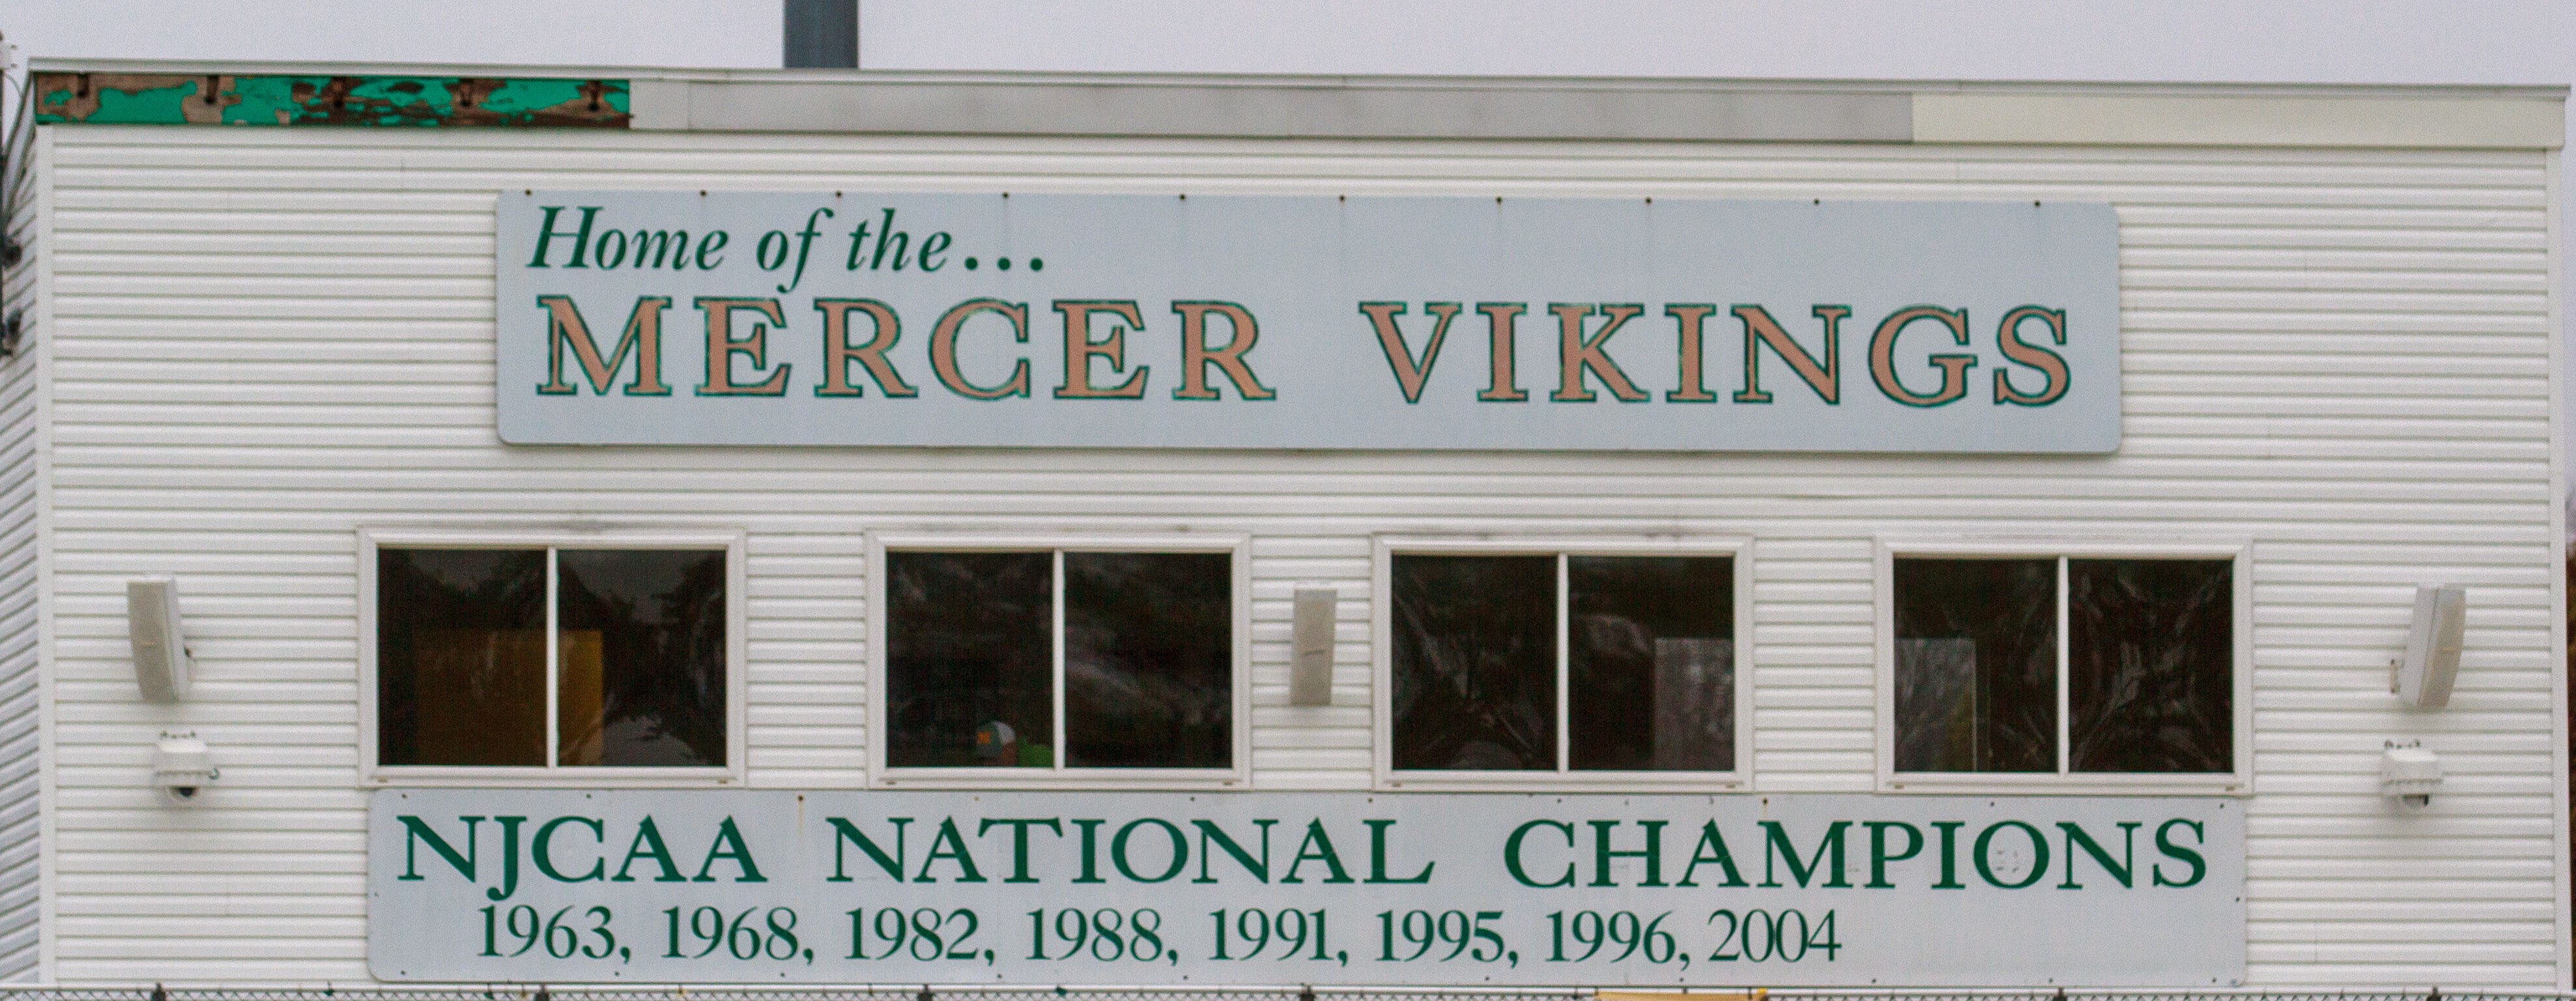 Home of the...
MERCER VIKINGS
NJCAA NATIONAL CHAMPIONS
1963, 1968, 1982, 1988, 1991, 1995, 1996, 2004